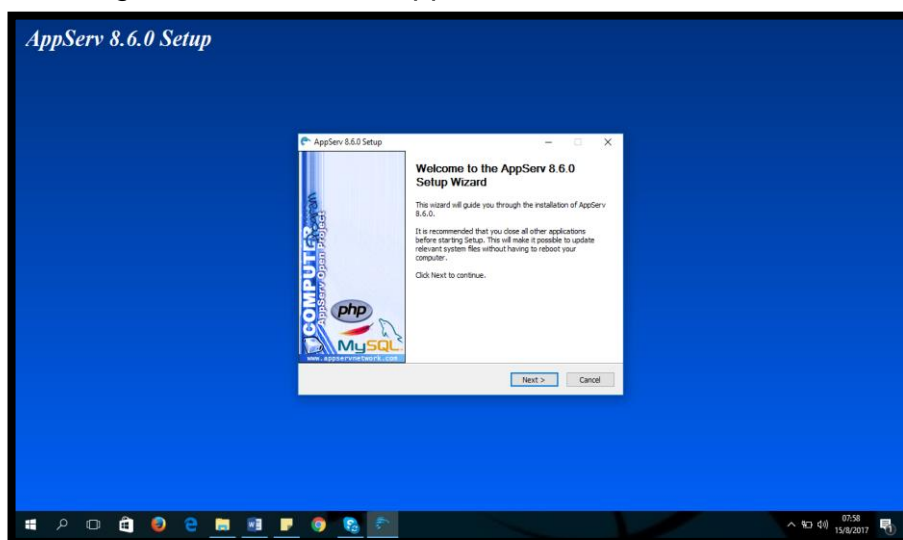 AppServ 8.6.0 Setup
AppServ 8.6.0 Setup
Welcome to the AppServ 8.6.0
Setup Wizard
This wizard will guide you through the installation of AppServ
8.6.0.
It is recommended that you close all other applications
before starting Setup. This will make it possible to update
relevant system files without having to reboot your
computer.
Click Next to continue.
COMPUTER
Program
AppServ Open Project
php
MySQL
www.appservnetwork.com
Next >
Cancel
07:58
15/8/2017